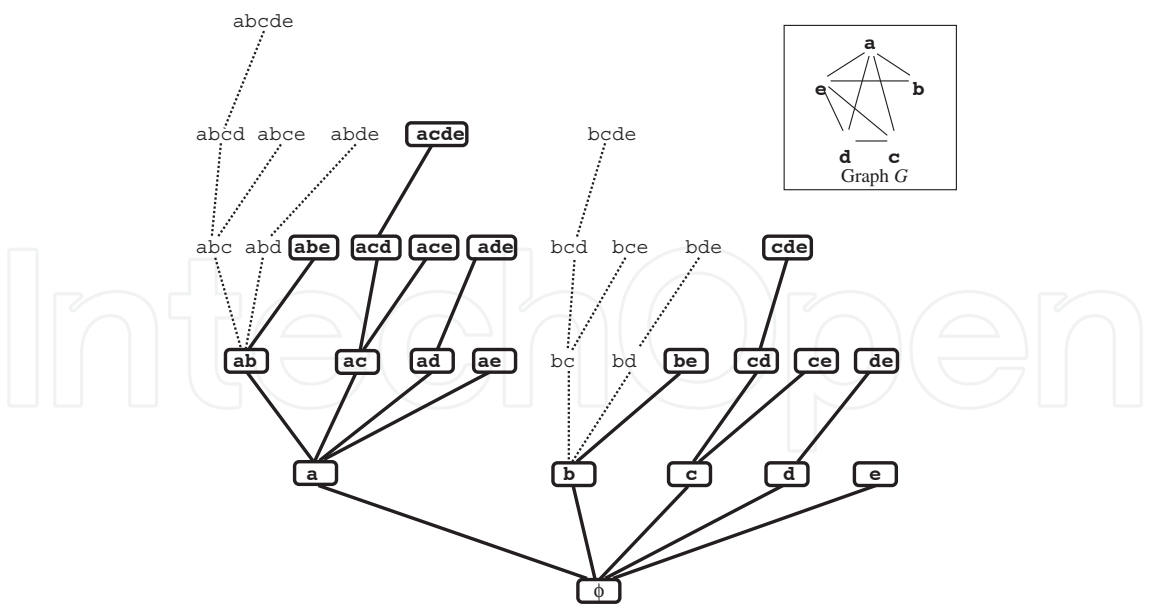 abcde
a
e b
d c
Graph G
abcd abce abde acde bcde
abc abd abe acd ace ade bcd bce bde cde
ab ac ad ae bc bd be cd ce de
a b c d e
ϕ
IntechOpen